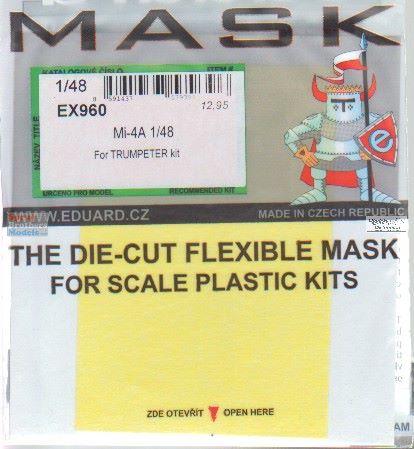 MASK
KATALOGOVÉ ČÍSLO
ITEM #
1/48
EX960
12,95
Mi-4A 1/48
For TRUMPETER kit
NÁZEV
TITLE
URČENO PRO MODEL
RECOMMENDED KIT
e
WWW.EDUARD.CZ
MADE IN CZECH REPUBLIC
Models
THE DIE-CUT FLEXIBLE MASK
FOR SCALE PLASTIC KITS
ZDE OTEVŘÍT
OPEN HERE
AM